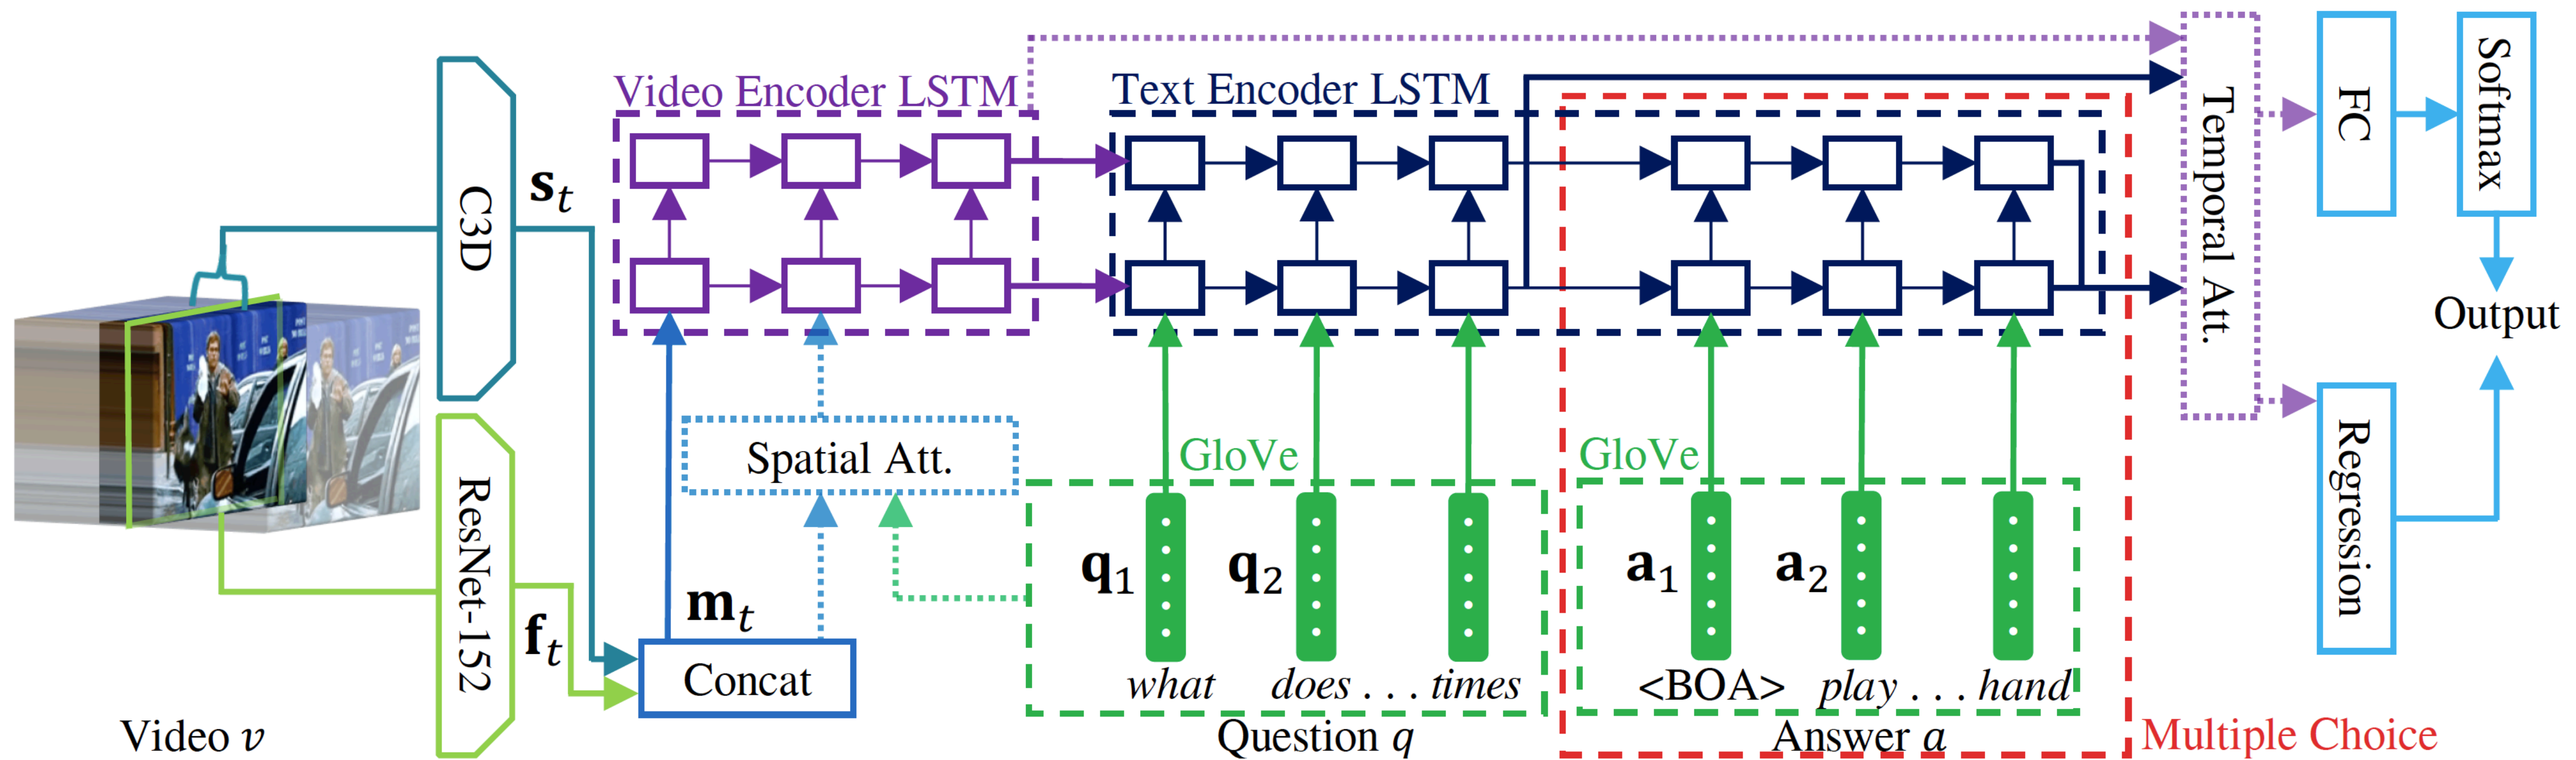 C3D
s_t
Video Encoder LSTM
Text Encoder LSTM
Temporal Att.
FC
Softmax
Output
Regression
ResNet-152
f_t
m_t
Concat
Spatial Att.
GloVe
GloVe
q_1
q_2
a_1
a_2
what does . . . times
<BOA> play . . . hand
Video v
Question q
Answer a
Multiple Choice